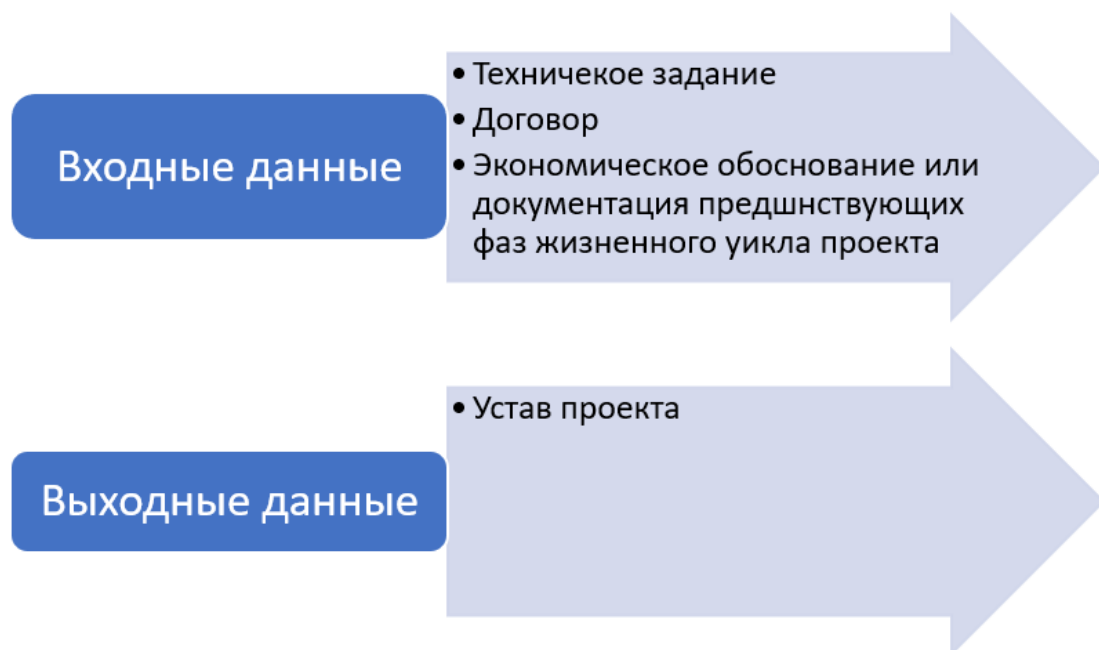 Входные данные
• Техничекое задание
• Договор
• Экономическое обоснование или
документация предшнствующих
фаз жизненного уикла проекта
Выходные данные
• Устав проекта